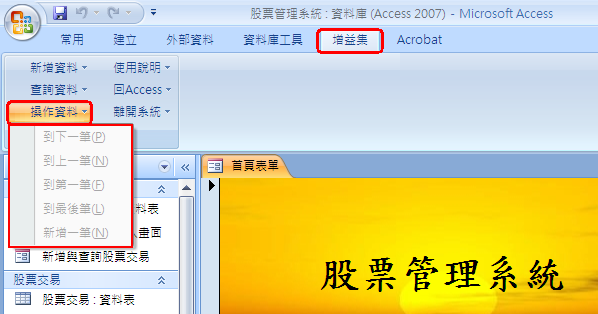 股票管理系統 : 資料庫 (Access 2007) - Microsoft Access
常用 建立 外部資料 資料庫工具 增益集 Acrobat
新增資料 使用說明
查詢資料 回Access
操作資料 離開系統
到下一筆(P)
到上一筆(N)
到第一筆(F)
到最後筆(L)
新增一筆(N)
首頁表單
料表
畫面
新增與查詢股票交易
股票交易
股票交易 : 資料表
股票管理系統